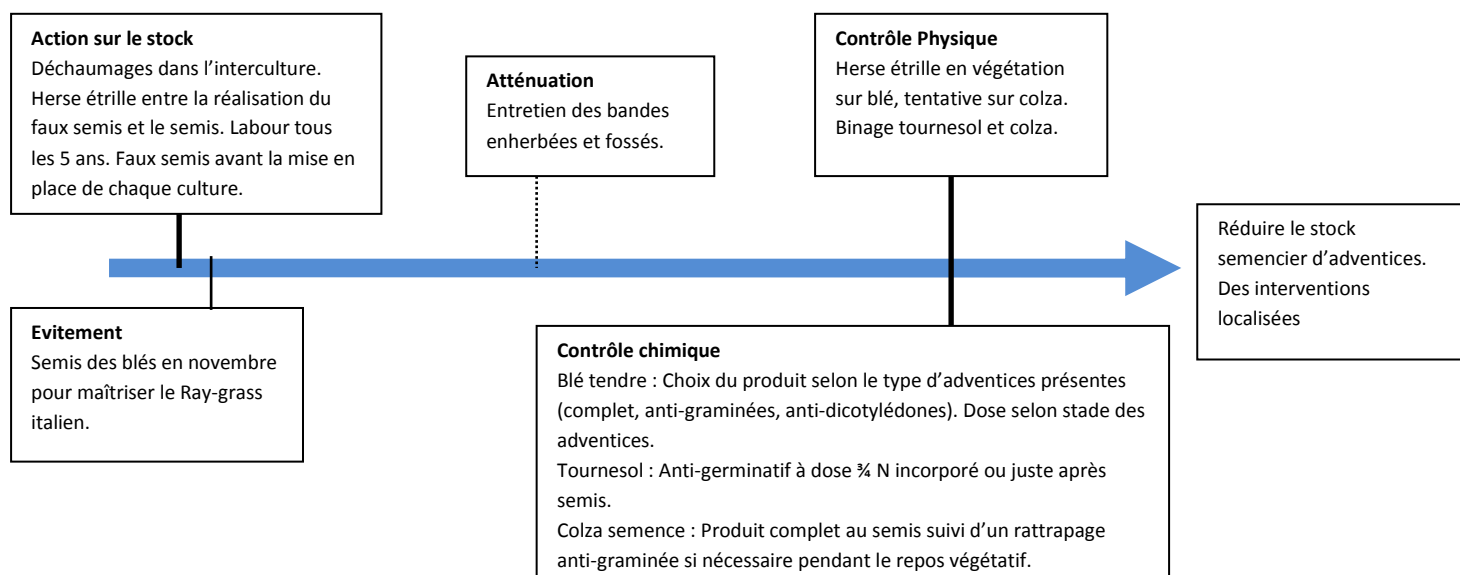 Action sur le stock
Déchaumages dans l’interculture.
Herse étrille entre la réalisation du
faux semis et le semis. Labour tous
les 5 ans. Faux semis avant la mise en
place de chaque culture.
Atténuation
Entretien des bandes
enherbées et fossés.
Contrôle Physique
Herse étrille en végétation
sur blé, tentative sur colza.
Binage tournesol et colza.
Réduire le stock
semencier d’adventices.
Des interventions
localisées
Evitement
Semis des blés en novembre
pour maîtriser le Ray-grass
italien.
Contrôle chimique
Blé tendre : Choix du produit selon le type d’adventices présentes
(complet, anti-graminées, anti-dicotylédones). Dose selon stade des
adventices.
Tournesol : Anti-germinatif à dose ¾ N incorporé ou juste après
semis.
Colza semence : Produit complet au semis suivi d’un rattrapage
anti-graminée si nécessaire pendant le repos végétatif.